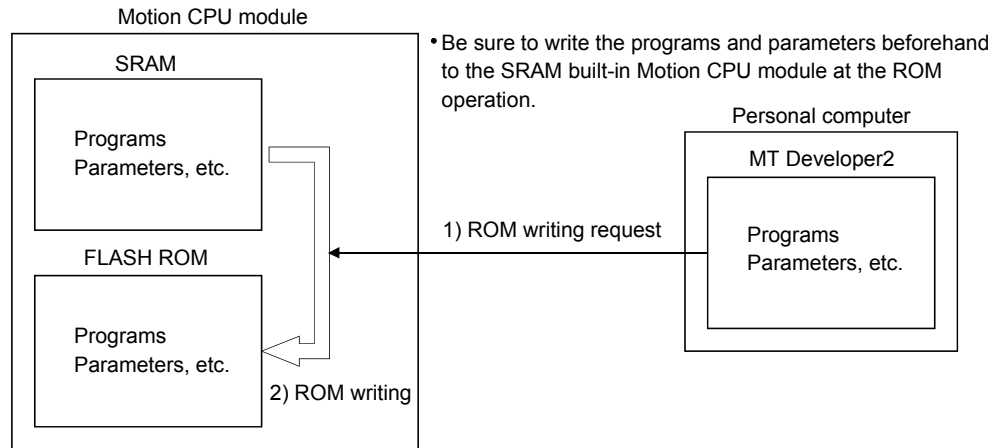 Motion CPU module
SRAM
Programs
Parameters, etc.
FLASH ROM
Programs
Parameters, etc.
2) ROM writing
• Be sure to write the programs and parameters beforehand
to the SRAM built-in Motion CPU module at the ROM
operation.
1) ROM writing request
Personal computer
MT Developer2
Programs
Parameters, etc.